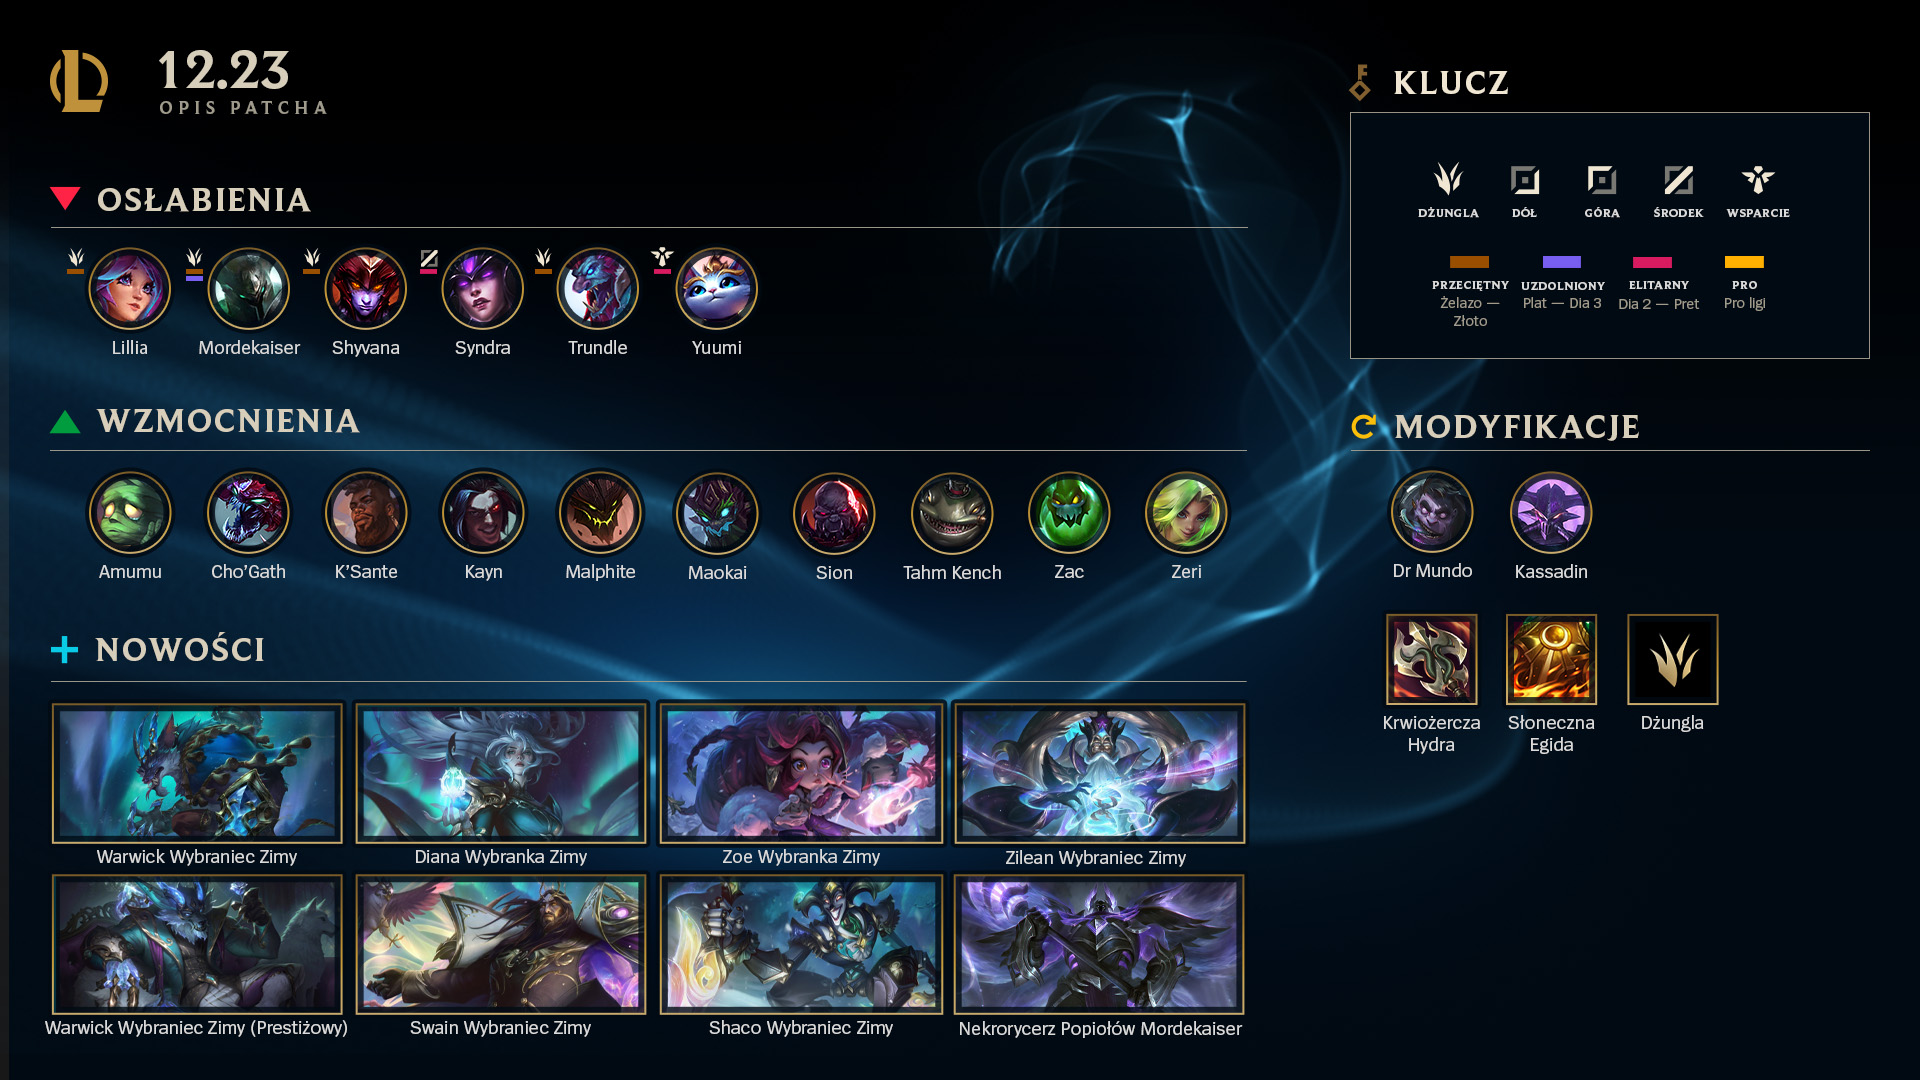 12.23
OPIS PATCHA
OSŁABIENIA
Lillia
Mordekaiser
Shyvana
Syndra
Trundle
Yuumi
WZMOCNIENIA
Amumu
Cho'Gath
K'Sante
Kayn
Malphite
Maokai
Sion
Tahm Kench
Zac
Zeri
NOWOŚCI
Warwick Wybraniec Zimy
Diana Wybranka Zimy
Zoe Wybranka Zimy
Zilean Wybraniec Zimy
Warwick Wybraniec Zimy (Prestiżowy)
Swain Wybraniec Zimy
Shaco Wybraniec Zimy
Nekrorycerz Popiołów Mordekaiser
KLUCZ
DŻUNGLA
DÓŁ
GÓRA
ŚRODEK
WSPARCIE
PRZECIĘTNY
Żelazo —
Złoto
UZDOLNIONY
Plat — Dia 3
ELITARNY
Dia 2 — Pret
PRO
Pro ligi
MODYFIKACJE
Dr Mundo
Kassadin
Krwiożercza
Hydra
Słoneczna
Egida
Dżungla